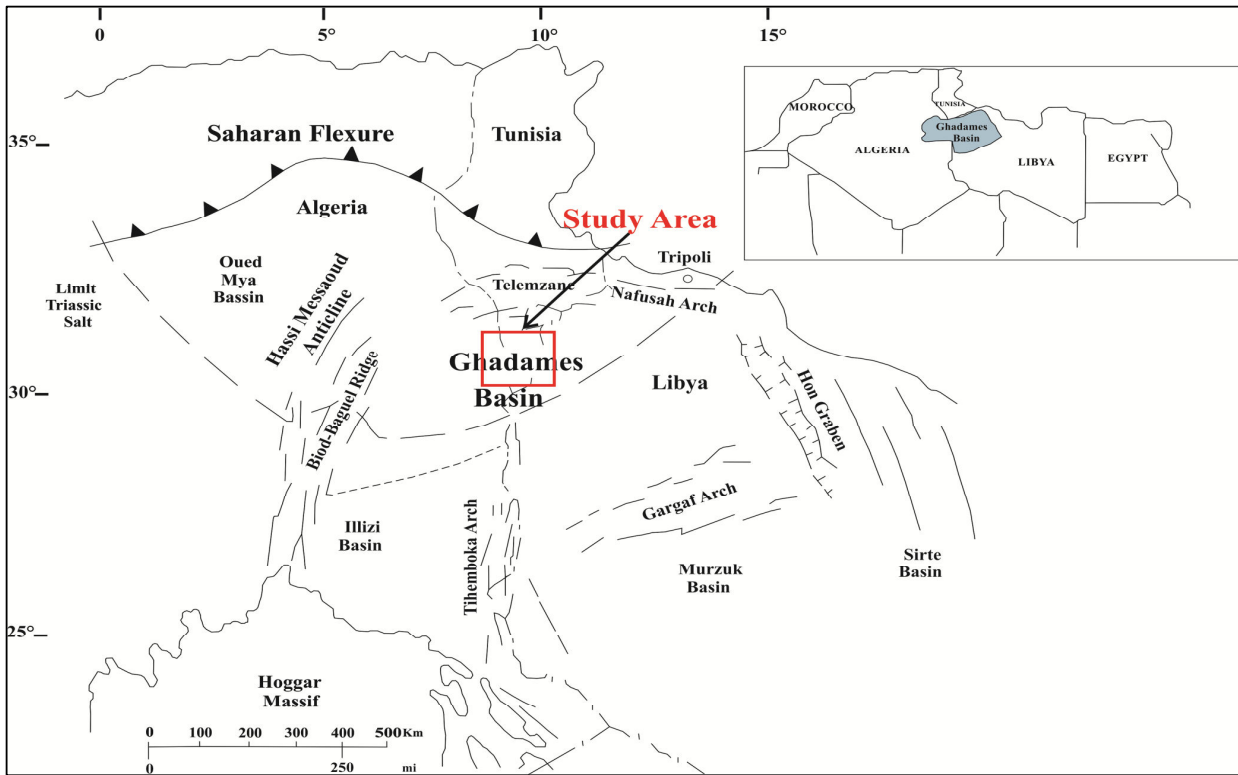 0
5°
10°
15°
35°
30°
25°
Saharan Flexure
Tunisia
Algeria
Study Area
Oued
Mya
Bassin
Limit
Triassic
Salt
Hassi Messaoud
Anticline
Telemzane
Tripoli
Nafusah Arch
Ghadames
Basin
Libya
Biod-Baguel Ridge
Hon Graben
Illizi
Basin
Tihemboka Arch
Gargaf Arch
Murzuk
Basin
Sirte
Basin
Hoggar
Massif
0 100 200 300 400 500 Km
0 250 mi
MOROCCO
TUNISIA
Ghadames
Basin
ALGERIA
LIBYA
EGYPT